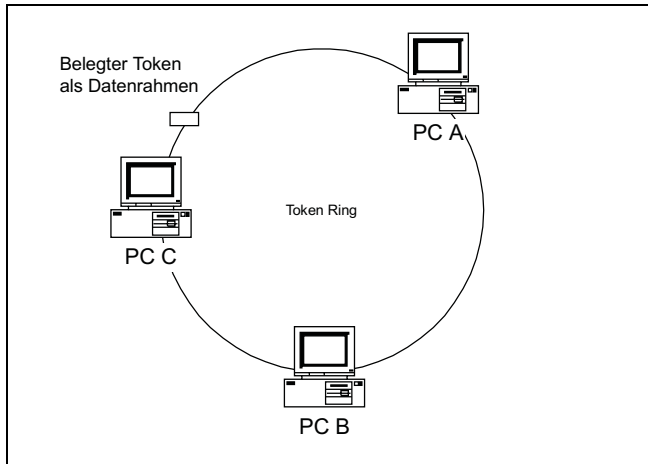 Belegter Token
als Datenrahmen
PC A
Token Ring
PC C
PC B